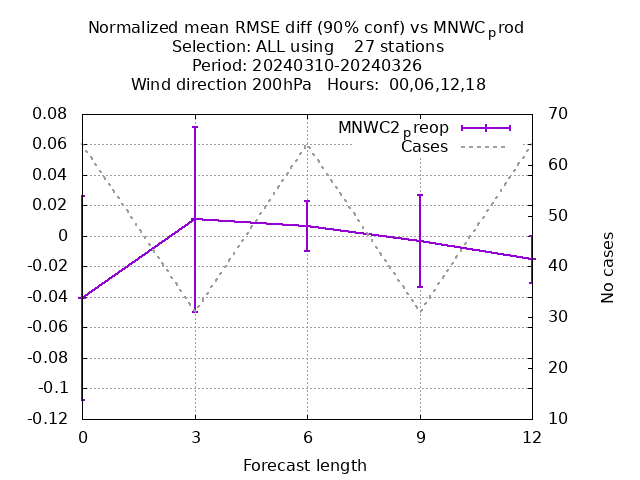 Normalized mean RMSE diff (90% conf) vs MNWCprod
Selection: ALL using 27 stations
Period: 20240310-20240326
Wind direction 200hPa Hours: 00,06,12,18
MNWC2preop
Cases
0.08
0.06
0.04
0.02
0
-0.02
-0.04
-0.06
-0.08
-0.1
-0.12
70
60
50
40
30
20
10
No cases
0 3 6 9 12
Forecast length